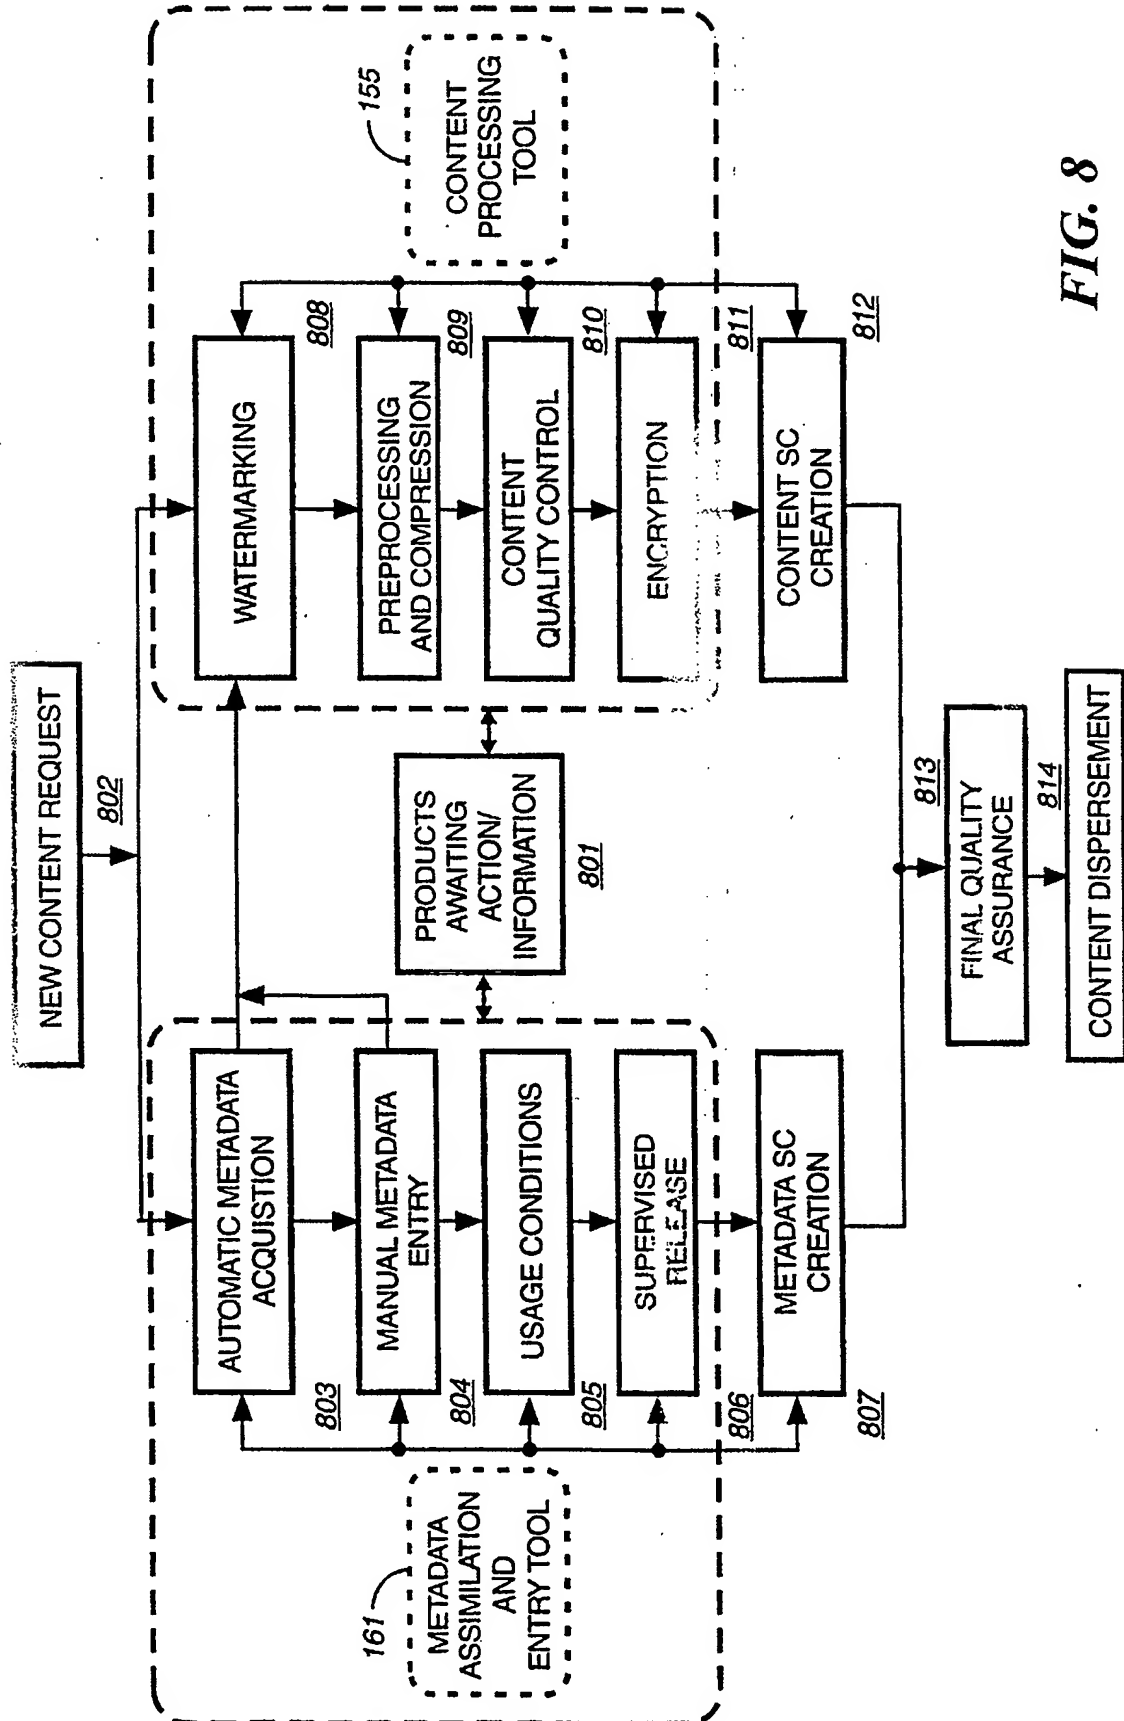 NEW CONTENT REQUEST
802
161
METADATA
ASSIMILATION
AND
ENTRY TOOL
AUTOMATIC METADATA
ACQUISTION
803
MANUAL METADATA
ENTRY
804
USAGE CONDITIONS
805
SUPERVISED
RELEASE
806
METADATA SC
CREATION
807
PRODUCTS
AWAITING
ACTION/
INFORMATION
801
155
CONTENT
PROCESSING
TOOL
WATERMARKING
808
PREPROCESSING
AND COMPRESSION
809
CONTENT
QUALITY CONTROL
810
ENCRYPTION
811
CONTENT SC
CREATION
812
813
FINAL QUALITY
ASSURANCE
814
CONTENT DISPERSEMENT
FIG. 8